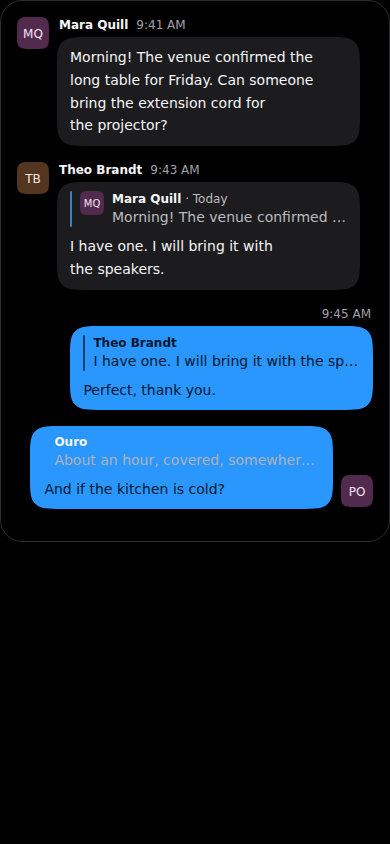 MQ
Mara Quill 9:41 AM
Morning! The venue confirmed the
long table for Friday. Can someone
bring the extension cord for
the projector?
TB
Theo Brandt 9:43 AM
MQ
Mara Quill · Today
Morning! The venue confirmed …
I have one. I will bring it with
the speakers.
9:45 AM
Theo Brandt
I have one. I will bring it with the sp…
Perfect, thank you.
Ouro
About an hour, covered, somewher…
And if the kitchen is cold?
PO